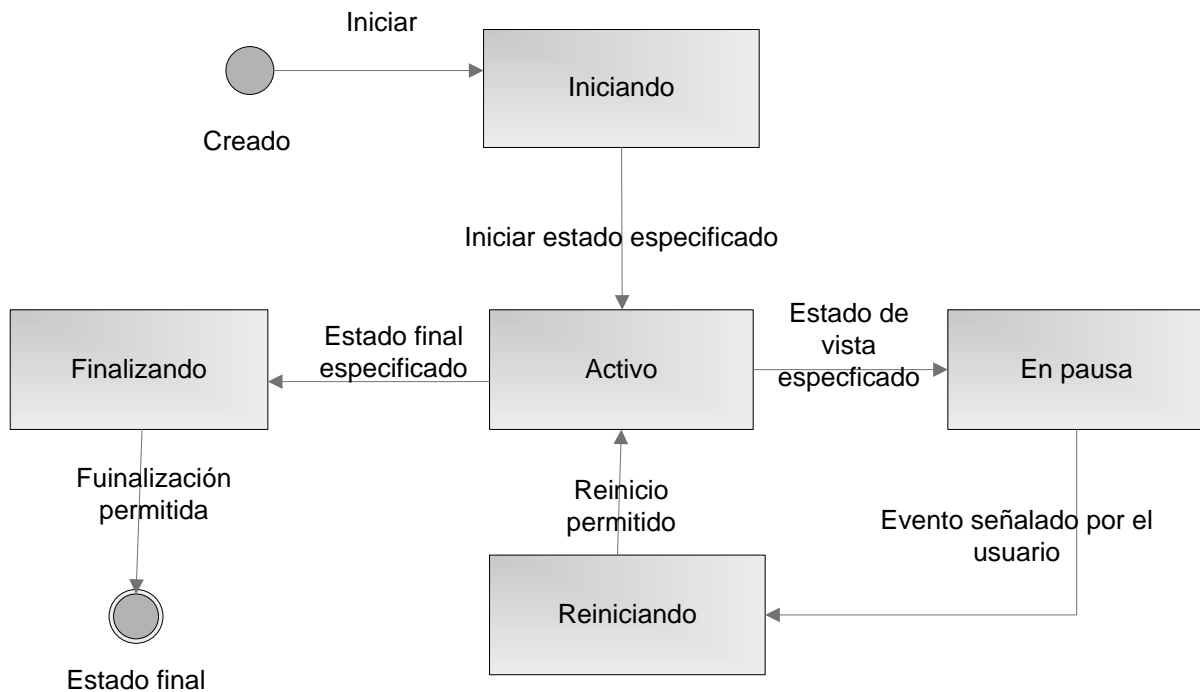 Iniciar
Iniciando
Creado
Iniciar estado especificado
Finalizando
Estado final
especificado
Activo
Estado de
vista
especficado
En pausa
Fuinalización
permitida
Reinicio
permitido
Evento señalado por el
usuario
Reiniciando
Estado final